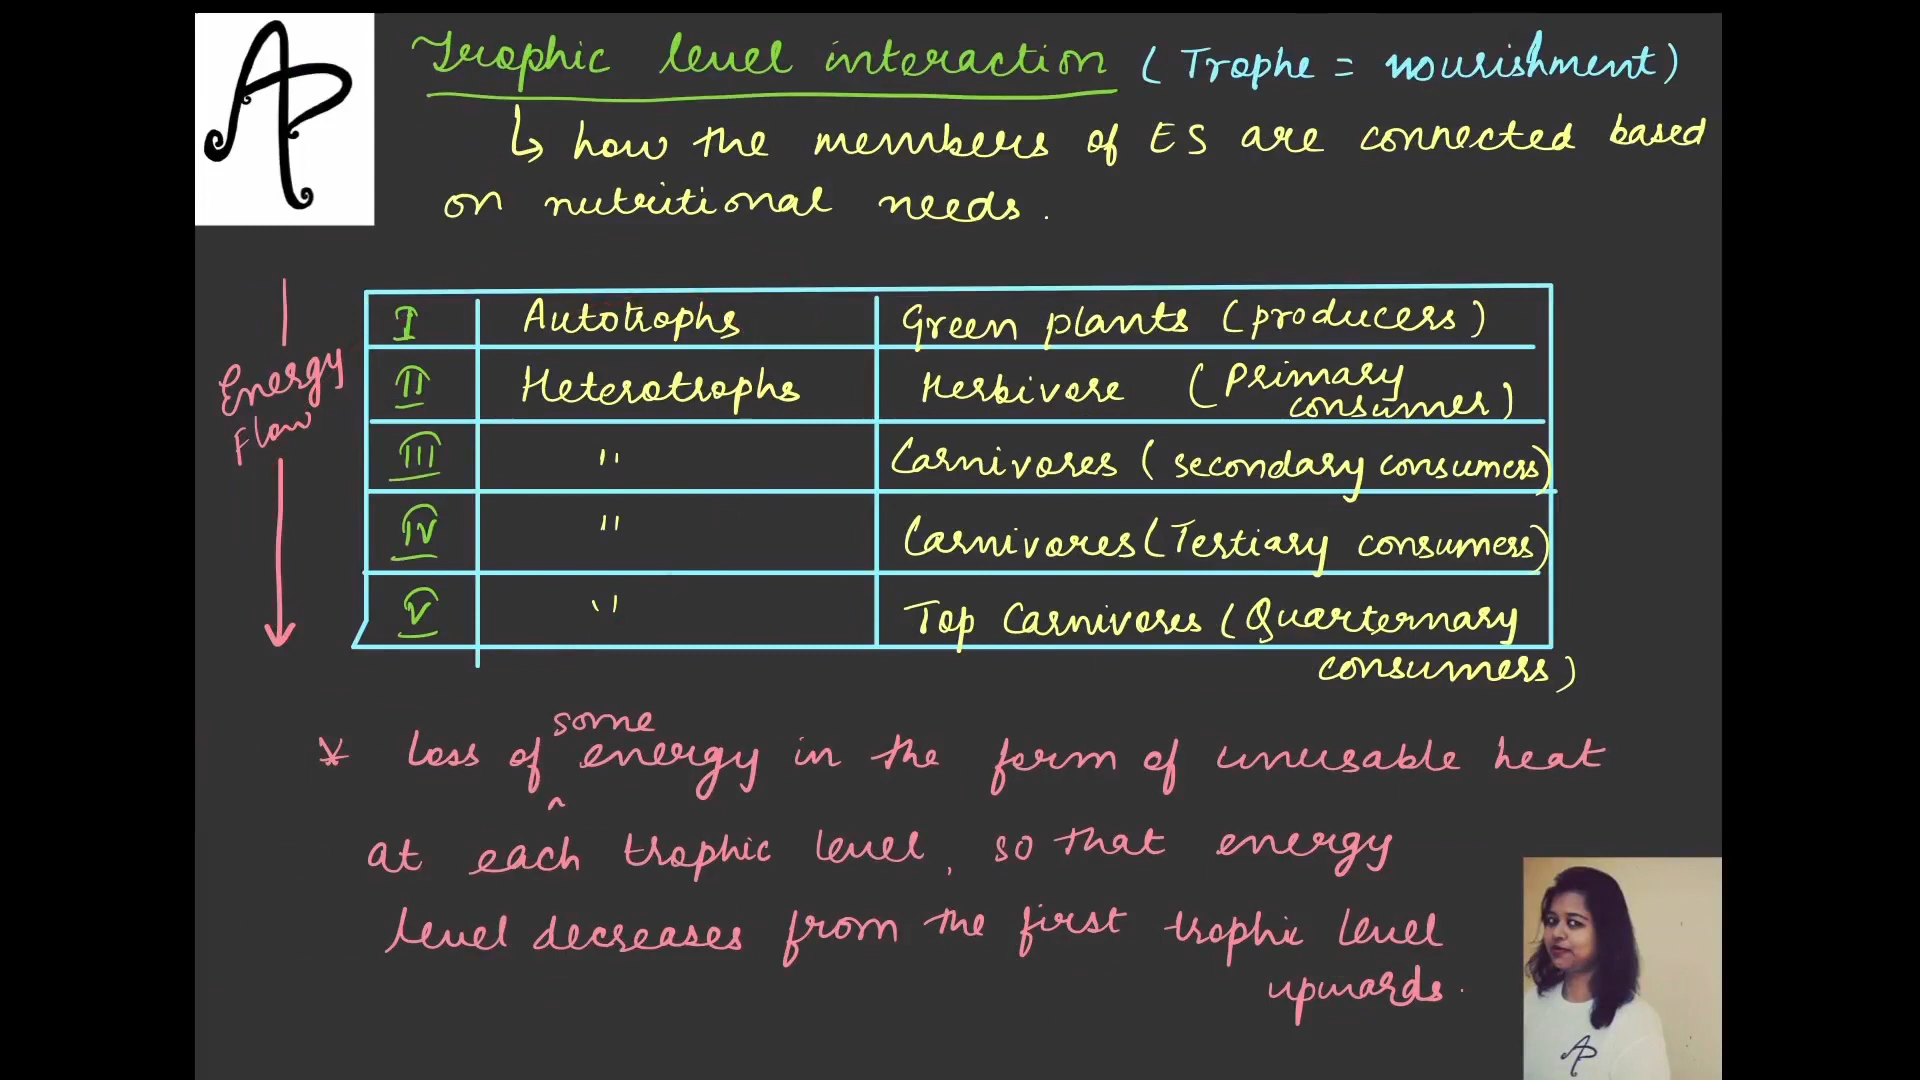 AP
Trophic level interaction (Trophe = nourishment)
↳ how the members of ES are connected based
on nutritional needs.
I Autotrophs Green plants (producers)
Energy Flow
II Heterotrophs Herbivore (Primary consumer)
III " Carnivores (secondary consumers)
IV " Carnivores (Tertiary consumers)
V " Top Carnivores (Quarternary
consumers)
some
* loss of ^ energy in the form of unusable heat
at each trophic level, so that energy
level decreases from the first trophic level
upwards.
AP